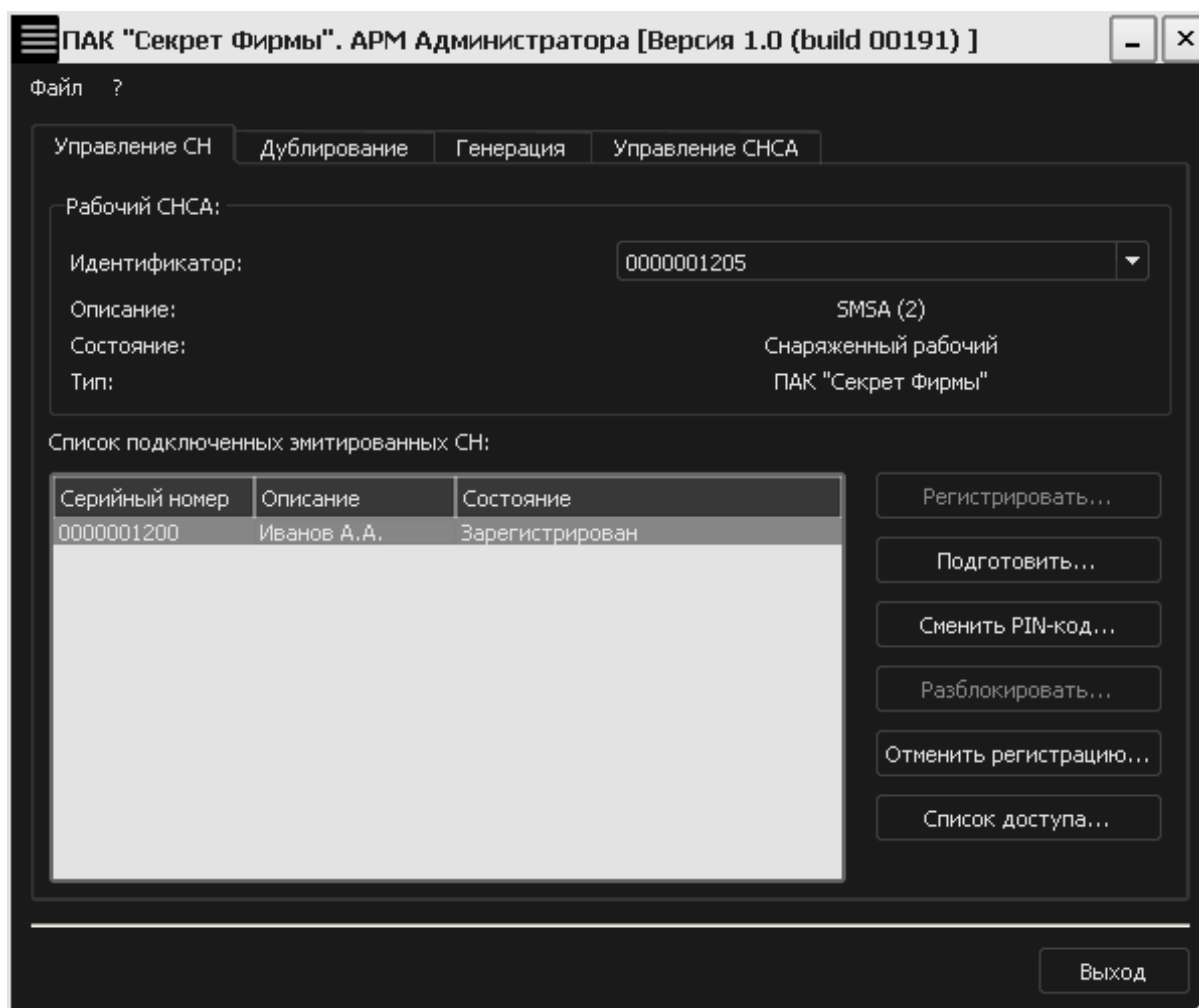 ПАК "Секрет Фирмы". АРМ Администратора [Версия 1.0 (build 00191) ]
Файл ?
Управление СН Дублирование Генерация Управление СНСА
Рабочий СНСА:
Идентификатор: 0000001205
Описание: SMSA (2)
Состояние: Снаряженный рабочий
Тип: ПАК "Секрет Фирмы"
Список подключенных эмитированных СН:
Серийный номер Описание Состояние
0000001200 Иванов А.А. Зарегистрирован
Регистрировать...
Подготовить...
Сменить PIN-код...
Разблокировать...
Отменить регистрацию...
Список доступа...
Выход